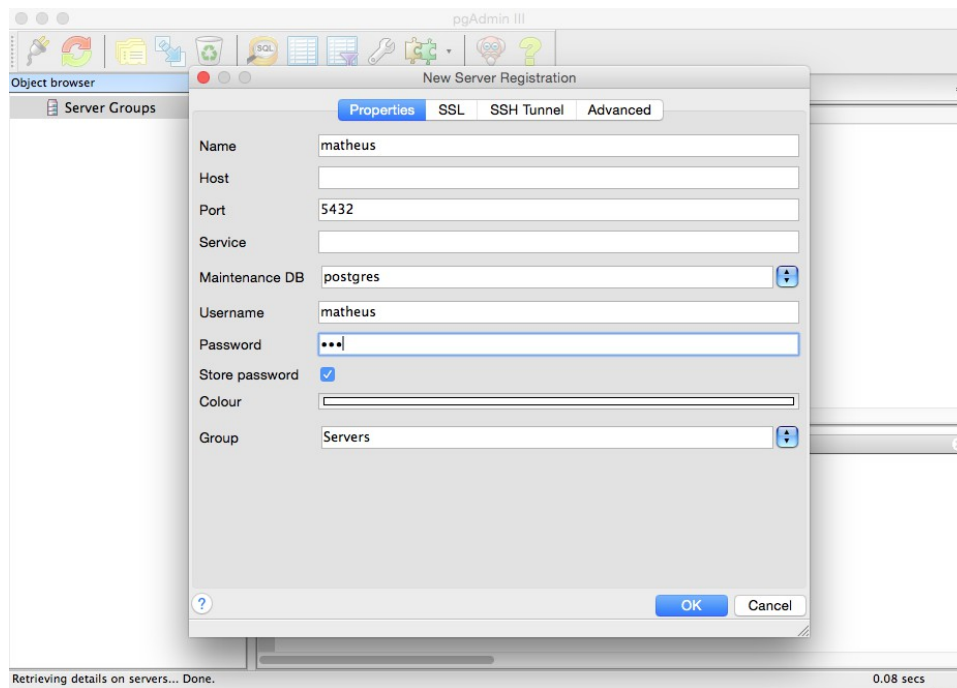 pgAdmin III
SQL
Object browser
New Server Registration
Server Groups
Properties SSL SSH Tunnel Advanced
Name matheus
Host
Port 5432
Service
Maintenance DB postgres
Username matheus
Password •••
Store password
Colour
Group Servers
? OK Cancel
Retrieving details on servers... Done. 0.08 secs